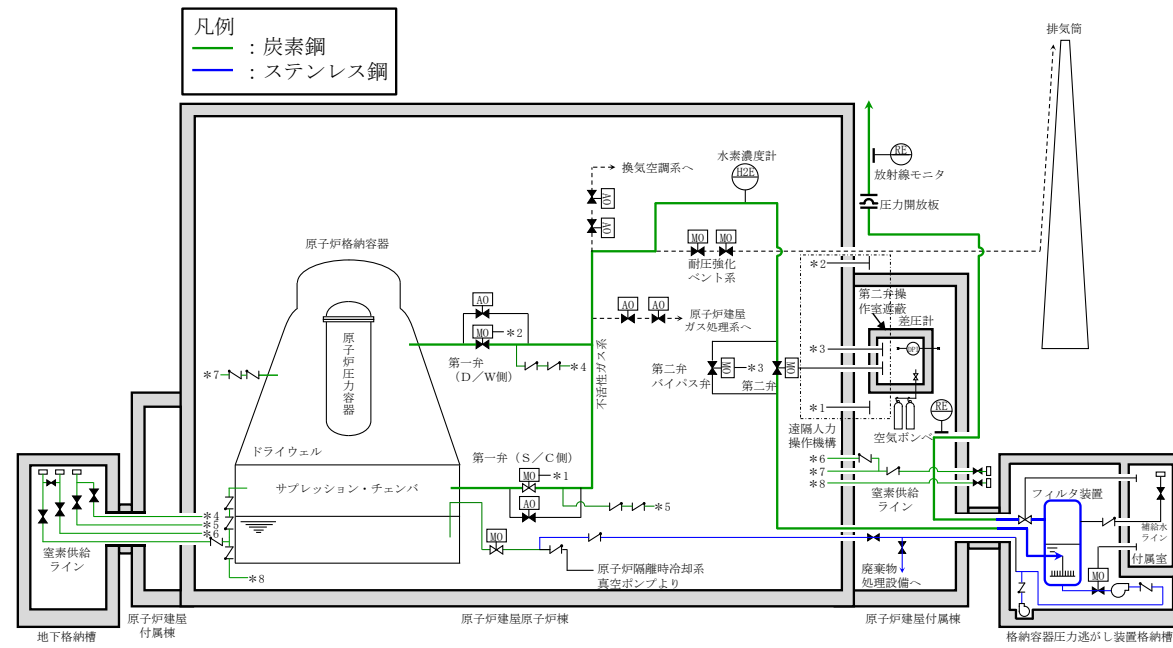 凡例
：炭素鋼
：ステンレス鋼
排気筒
換気空調系へ
水素濃度計
H2E
RE
放射線モニタ
圧力開放板
AO
AO
原子炉格納容器
MO
MO
耐圧強化
ベント系
＊2
第二弁操
作室遮蔽
差圧計
AO
MO
＊2
AO
AO
原子炉建屋
ガス処理系へ
第一弁
（D／W側）
＊4
原子炉圧力容器
不活性ガス系
＊3
＊7
第二弁
バイパス弁
MO
＊3
第二弁
MO
＊1
RE
遠隔人力
操作機構
空気ボンベ
ドライウェル
第一弁（S／C側）
MO
＊1
AO
＊5
サプレッション・チェンバ
＊6
＊7
＊8
窒素供給
ライン
フィルタ装置
補給水
ライン
付属室
＊4
＊5
＊6
窒素供給
ライン
＊8
MO
原子炉隔離時冷却系
真空ポンプより
廃棄物
処理設備へ
MO
原子炉建屋
付属棟
原子炉建屋原子炉棟
原子炉建屋付属棟
地下格納槽
格納容器圧力逃がし装置格納槽